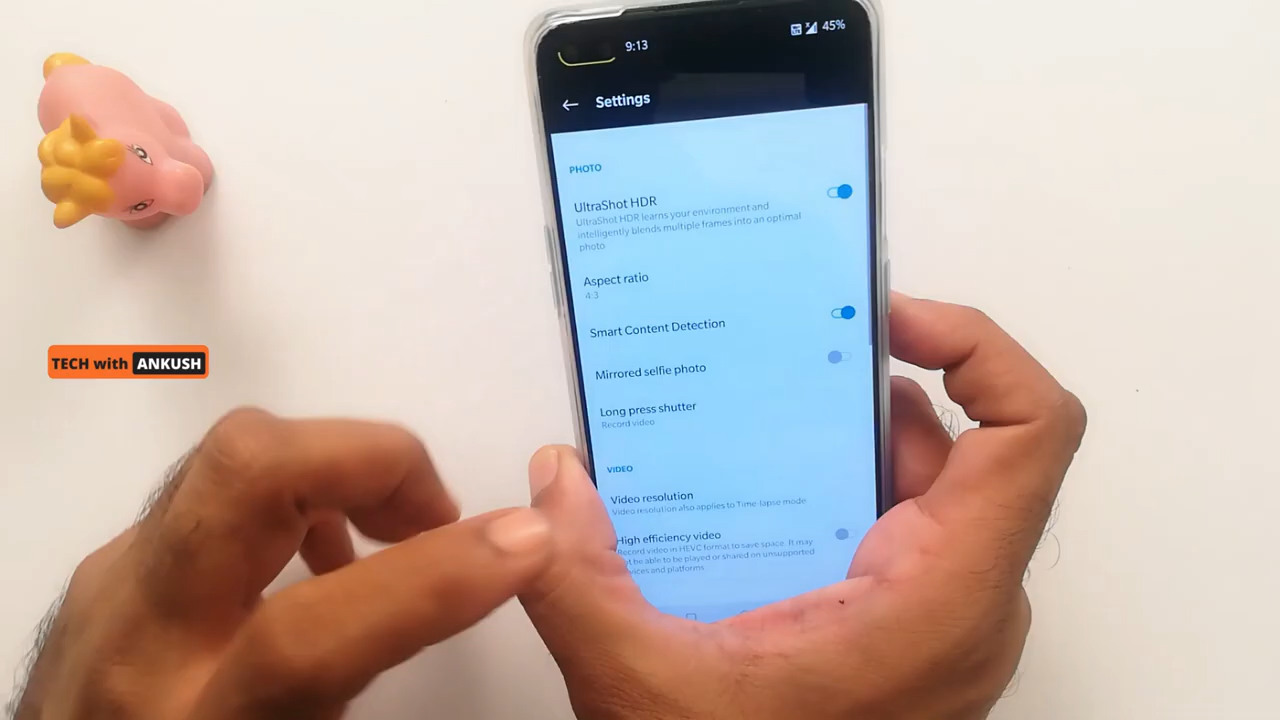 9:13
45%
Settings
PHOTO
UltraShot HDR
UltraShot HDR learns your environment and
intelligently blends multiple frames into an optimal
photo
Aspect ratio
4:3
Smart Content Detection
Mirrored selfie photo
Long press shutter
Record video
VIDEO
Video resolution
Video resolution also applies to Time-lapse mode
High efficiency video
Record video in HEVC format to save space. It may
be able to be played or shared on unsupported
and platforms
TECH with ANKUSH